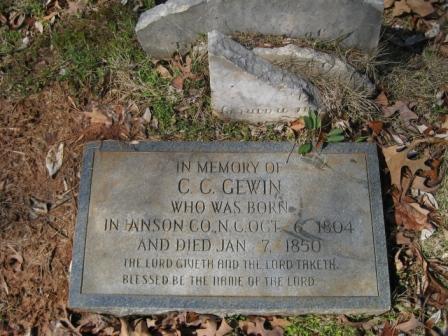 IN MEMORY OF
C. C. GEWIN
WHO WAS BORN
IN ANSON CO., N.C. OCT. 6, 1804
AND DIED JAN. 7, 1850
THE LORD GIVETH AND THE LORD TAKETH.
BLESSED BE THE NAME OF THE LORD.